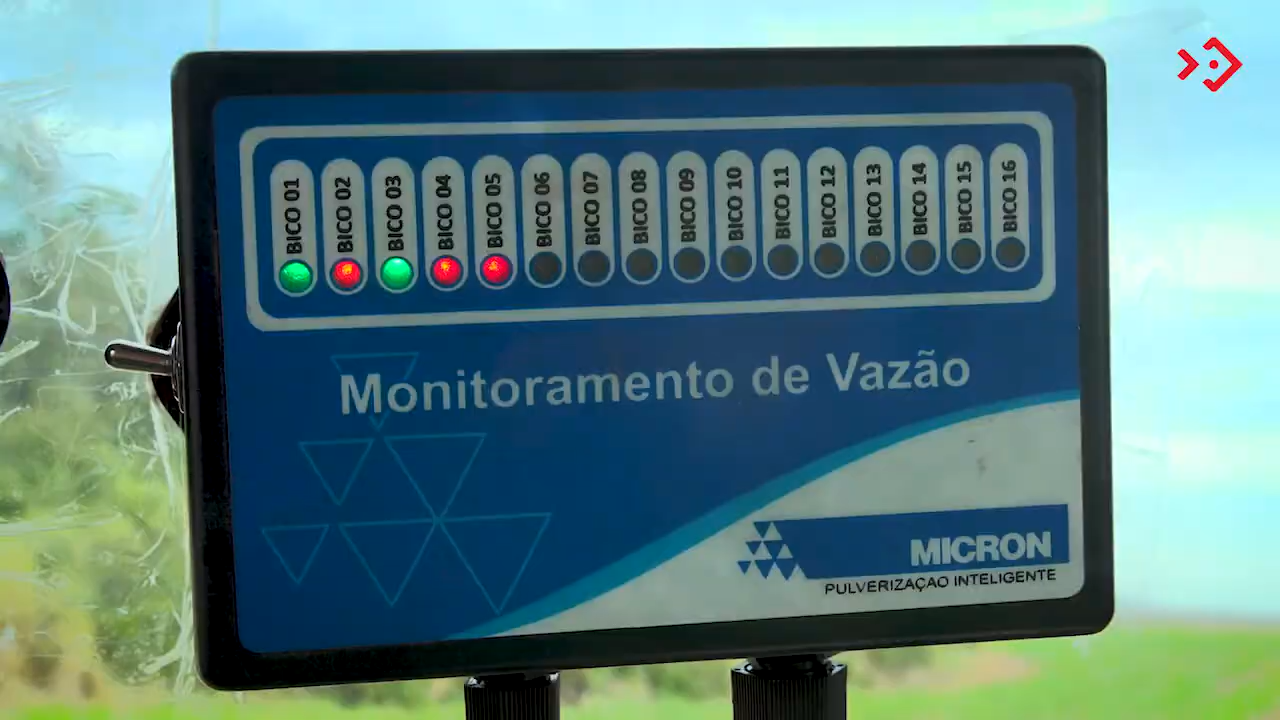 BICO 01
BICO 02
BICO 03
BICO 04
BICO 05
BICO 06
BICO 07
BICO 08
BICO 09
BICO 10
BICO 11
BICO 12
BICO 13
BICO 14
BICO 15
BICO 16
Monitoramento de Vazão
MICRON
PULVERIZAÇÃO INTELIGENTE